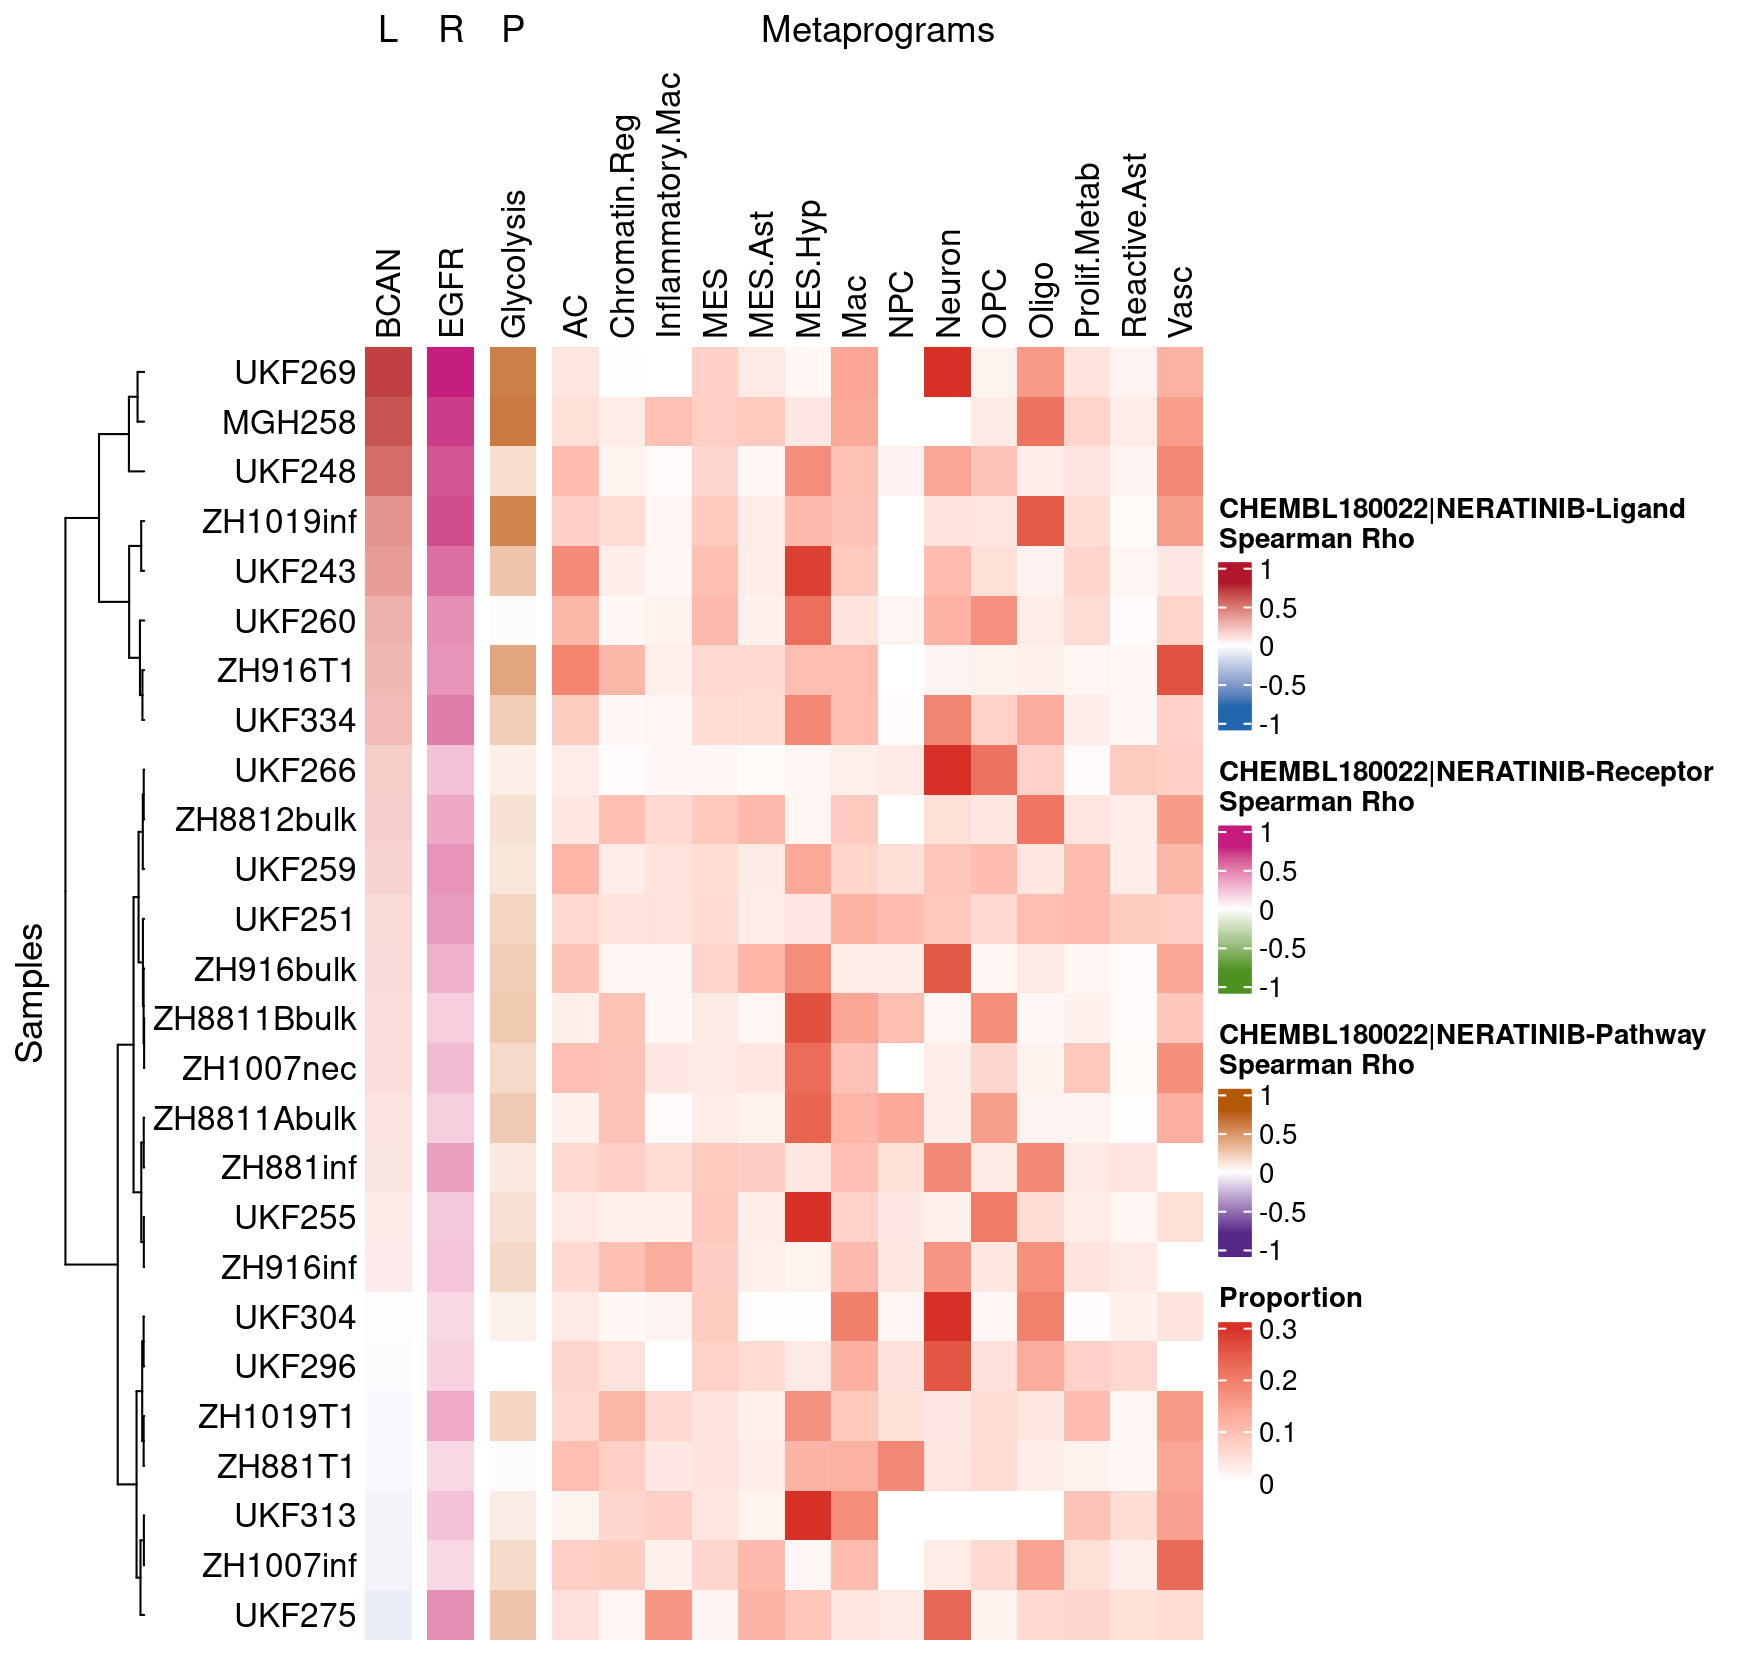 L R P Metaprograms
BCAN EGFR Glycolysis AC Chromatin.Reg Inflammatory.Mac MES MES.Ast MES.Hyp Mac NPC Neuron OPC Oligo Prolif.Metab Reactive.Ast Vasc
Samples
UKF269
MGH258
UKF248
ZH1019inf
UKF243
UKF260
ZH916T1
UKF334
UKF266
ZH8812bulk
UKF259
UKF251
ZH916bulk
ZH8811Bbulk
ZH1007nec
ZH8811Abulk
ZH881inf
UKF255
ZH916inf
UKF304
UKF296
ZH1019T1
ZH881T1
UKF313
ZH1007inf
UKF275
CHEMBL180022|NERATINIB-Ligand
Spearman Rho
1
0.5
0
-0.5
-1
CHEMBL180022|NERATINIB-Receptor
Spearman Rho
1
0.5
0
-0.5
-1
CHEMBL180022|NERATINIB-Pathway
Spearman Rho
1
0.5
0
-0.5
-1
Proportion
0.3
0.2
0.1
0